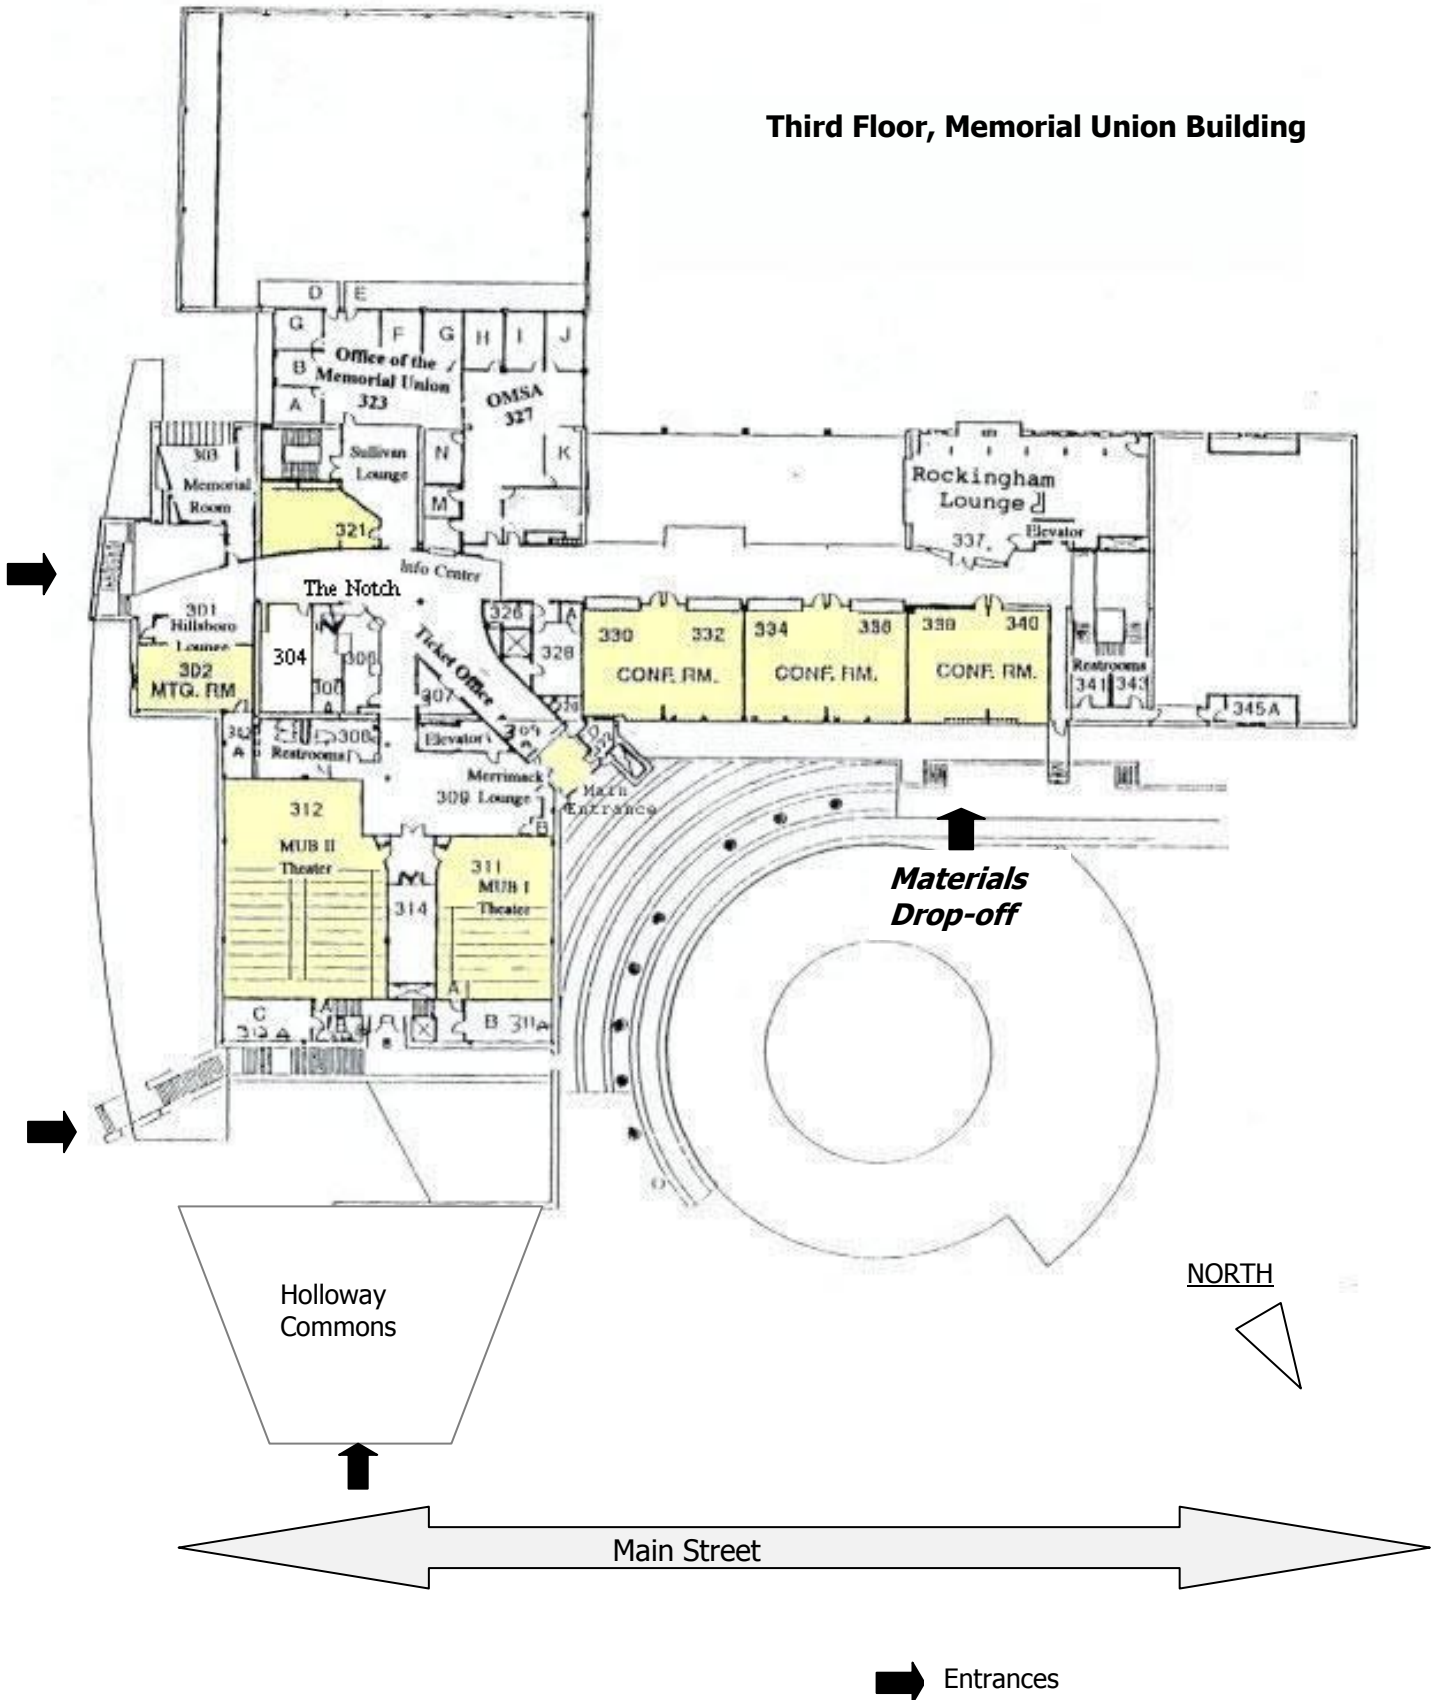 Third Floor, Memorial Union Building
D E
G F G H I J
Office of the
Memorial Union
323
B
A
OMSA
327
303
Memorial
Room
Sullivan
Lounge
N
K
M
321
Rockingham
Lounge
337
Elevator
Info Center
The Notch
301
Hillsboro
Lounge
302
MTG. RM
304
306
Ticket Office
307
326
A
328
330 332
CONF. RM.
334 336
CONF. RM.
338 340
CONF. RM.
Restrooms
341 343
345A
A
Restrooms
308
Elevator
Merrimack
309 Lounge
B
Main
Entrance
312
MUB II
Theater
311
MUB I
Theater
314
A
C
B 311A
Materials
Drop-off
NORTH
Holloway
Commons
Main Street
Entrances